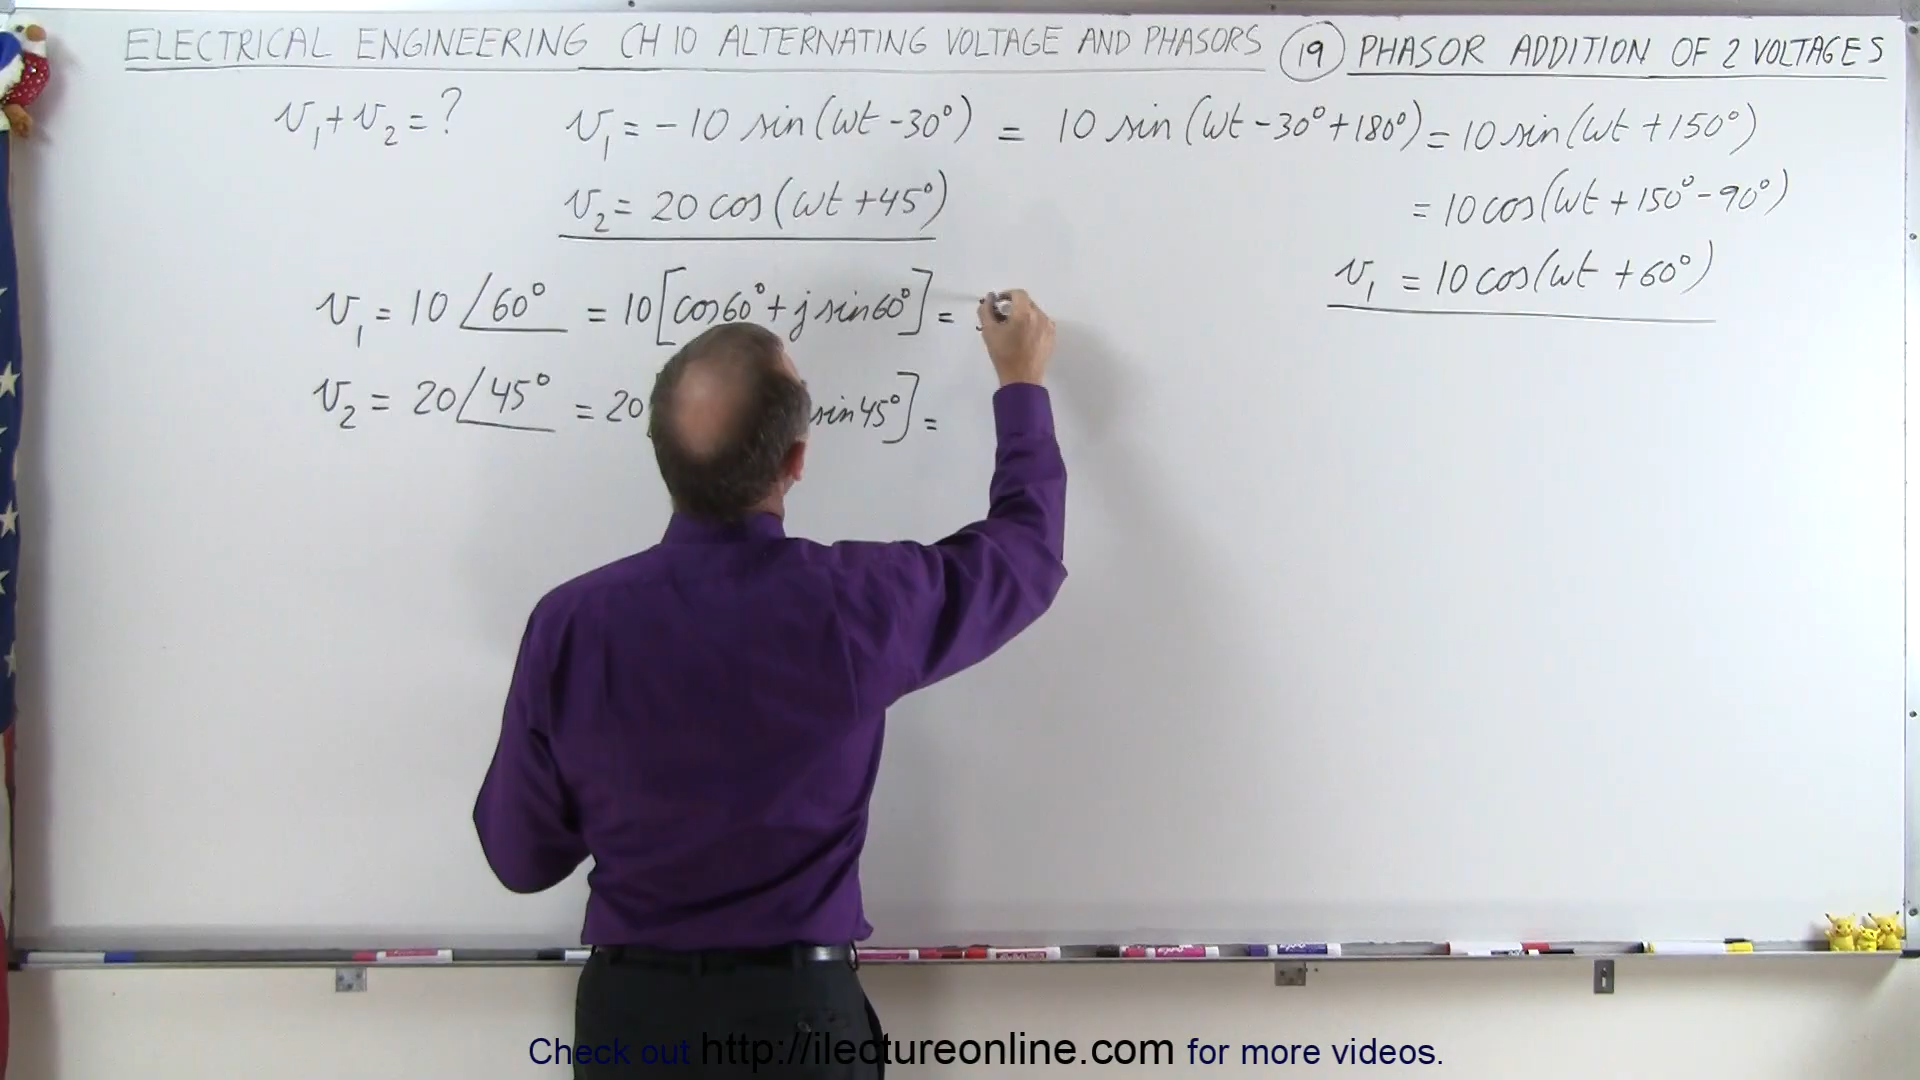 ELECTRICAL ENGINEERING CH 10 ALTERNATING VOLTAGE AND PHASORS (19) PHASOR ADDITION OF 2 VOLTAGES
v₁+v₂=? v₁ = -10 sin(ωt -30°) = 10 sin(ωt -30°+180°) = 10 sin(ωt +150°)
v₂ = 20 cos(ωt +45°) = 10 cos(ωt +150°-90°)
v₁ = 10 cos(ωt +60°)
v₁ = 10∠60° = 10[cos60°+j sin60°] =
v₂ = 20∠45° = 20 sin45°] =
Check out http://ilectureonline.com for more videos.